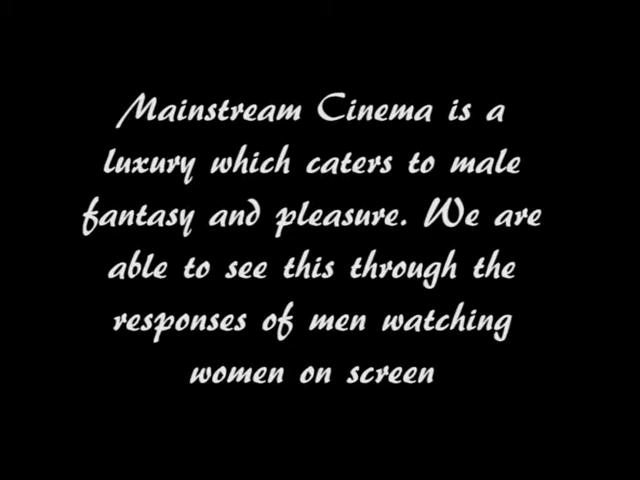 Mainstream Cinema is a
luxury which caters to male
fantasy and pleasure. We are
able to see this through the
responses of men watching
women on screen